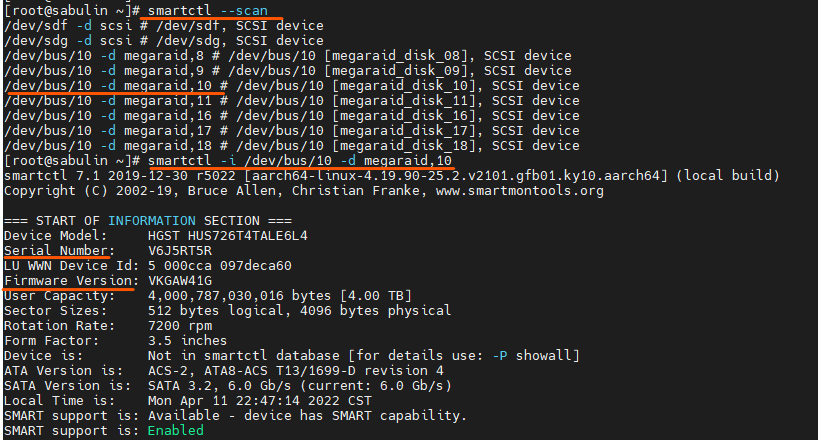 [root@sabulin ~]# smartctl --scan
/dev/sdf -d scsi # /dev/sdf, SCSI device
/dev/sdg -d scsi # /dev/sdg, SCSI device
/dev/bus/10 -d megaraid,8 # /dev/bus/10 [megaraid_disk_08], SCSI device
/dev/bus/10 -d megaraid,9 # /dev/bus/10 [megaraid_disk_09], SCSI device
/dev/bus/10 -d megaraid,10 # /dev/bus/10 [megaraid_disk_10], SCSI device
/dev/bus/10 -d megaraid,11 # /dev/bus/10 [megaraid_disk_11], SCSI device
/dev/bus/10 -d megaraid,16 # /dev/bus/10 [megaraid_disk_16], SCSI device
/dev/bus/10 -d megaraid,17 # /dev/bus/10 [megaraid_disk_17], SCSI device
/dev/bus/10 -d megaraid,18 # /dev/bus/10 [megaraid_disk_18], SCSI device
[root@sabulin ~]# smartctl -i /dev/bus/10 -d megaraid,10
smartctl 7.1 2019-12-30 r5022 [aarch64-linux-4.19.90-25.2.v2101.gfb01.ky10.aarch64] (local build)
Copyright (C) 2002-19, Bruce Allen, Christian Franke, www.smartmontools.org
=== START OF INFORMATION SECTION ===
Device Model:     HGST HUS726T4TALE6L4
Serial Number:    V6J5RT5R
LU WWN Device Id: 5 000cca 097deca60
Firmware Version: VKGAW41G
User Capacity:    4,000,787,030,016 bytes [4.00 TB]
Sector Sizes:     512 bytes logical, 4096 bytes physical
Rotation Rate:    7200 rpm
Form Factor:      3.5 inches
Device is:        Not in smartctl database [for details use: -P showall]
ATA Version is:   ACS-2, ATA8-ACS T13/1699-D revision 4
SATA Version is:  SATA 3.2, 6.0 Gb/s (current: 6.0 Gb/s)
Local Time is:    Mon Apr 11 22:47:14 2022 CST
SMART support is: Available - device has SMART capability.
SMART support is: Enabled